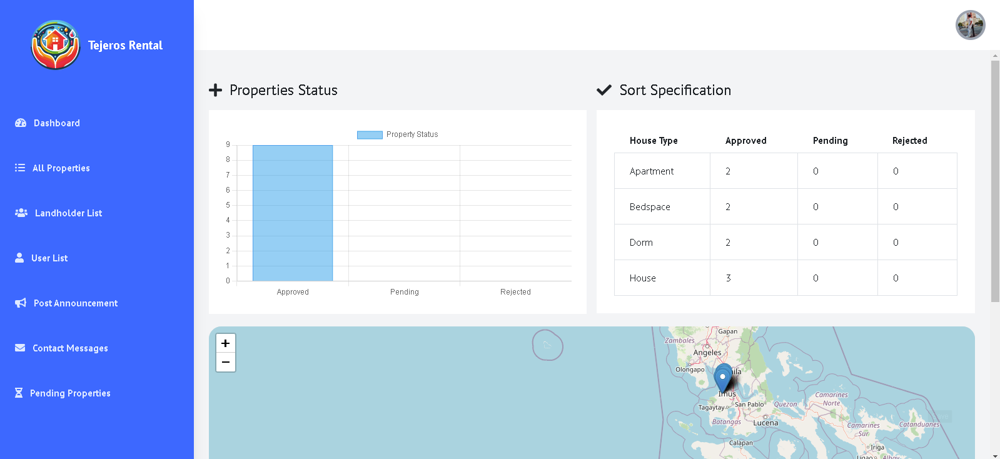 Tejeros Rental
Dashboard
All Properties
Landholder List
User List
Post Announcement
Contact Messages
Pending Properties
Properties Status
Property Status
9
8
7
6
5
4
3
2
1
0
Approved Pending Rejected
Sort Specification
House Type Approved Pending Rejected
Apartment 2 0 0
Bedspace 2 0 0
Dorm 2 0 0
House 3 0 0
+
−
Gapan
Zambales
Angeles
Olongapo
Imus
Camarines
Norte
San Pablo
Quezon
Tagaytay
Batangas
Lucena
Camarines
Sur
Catanduanes
Calapan
Iriga
Ligao
Albay